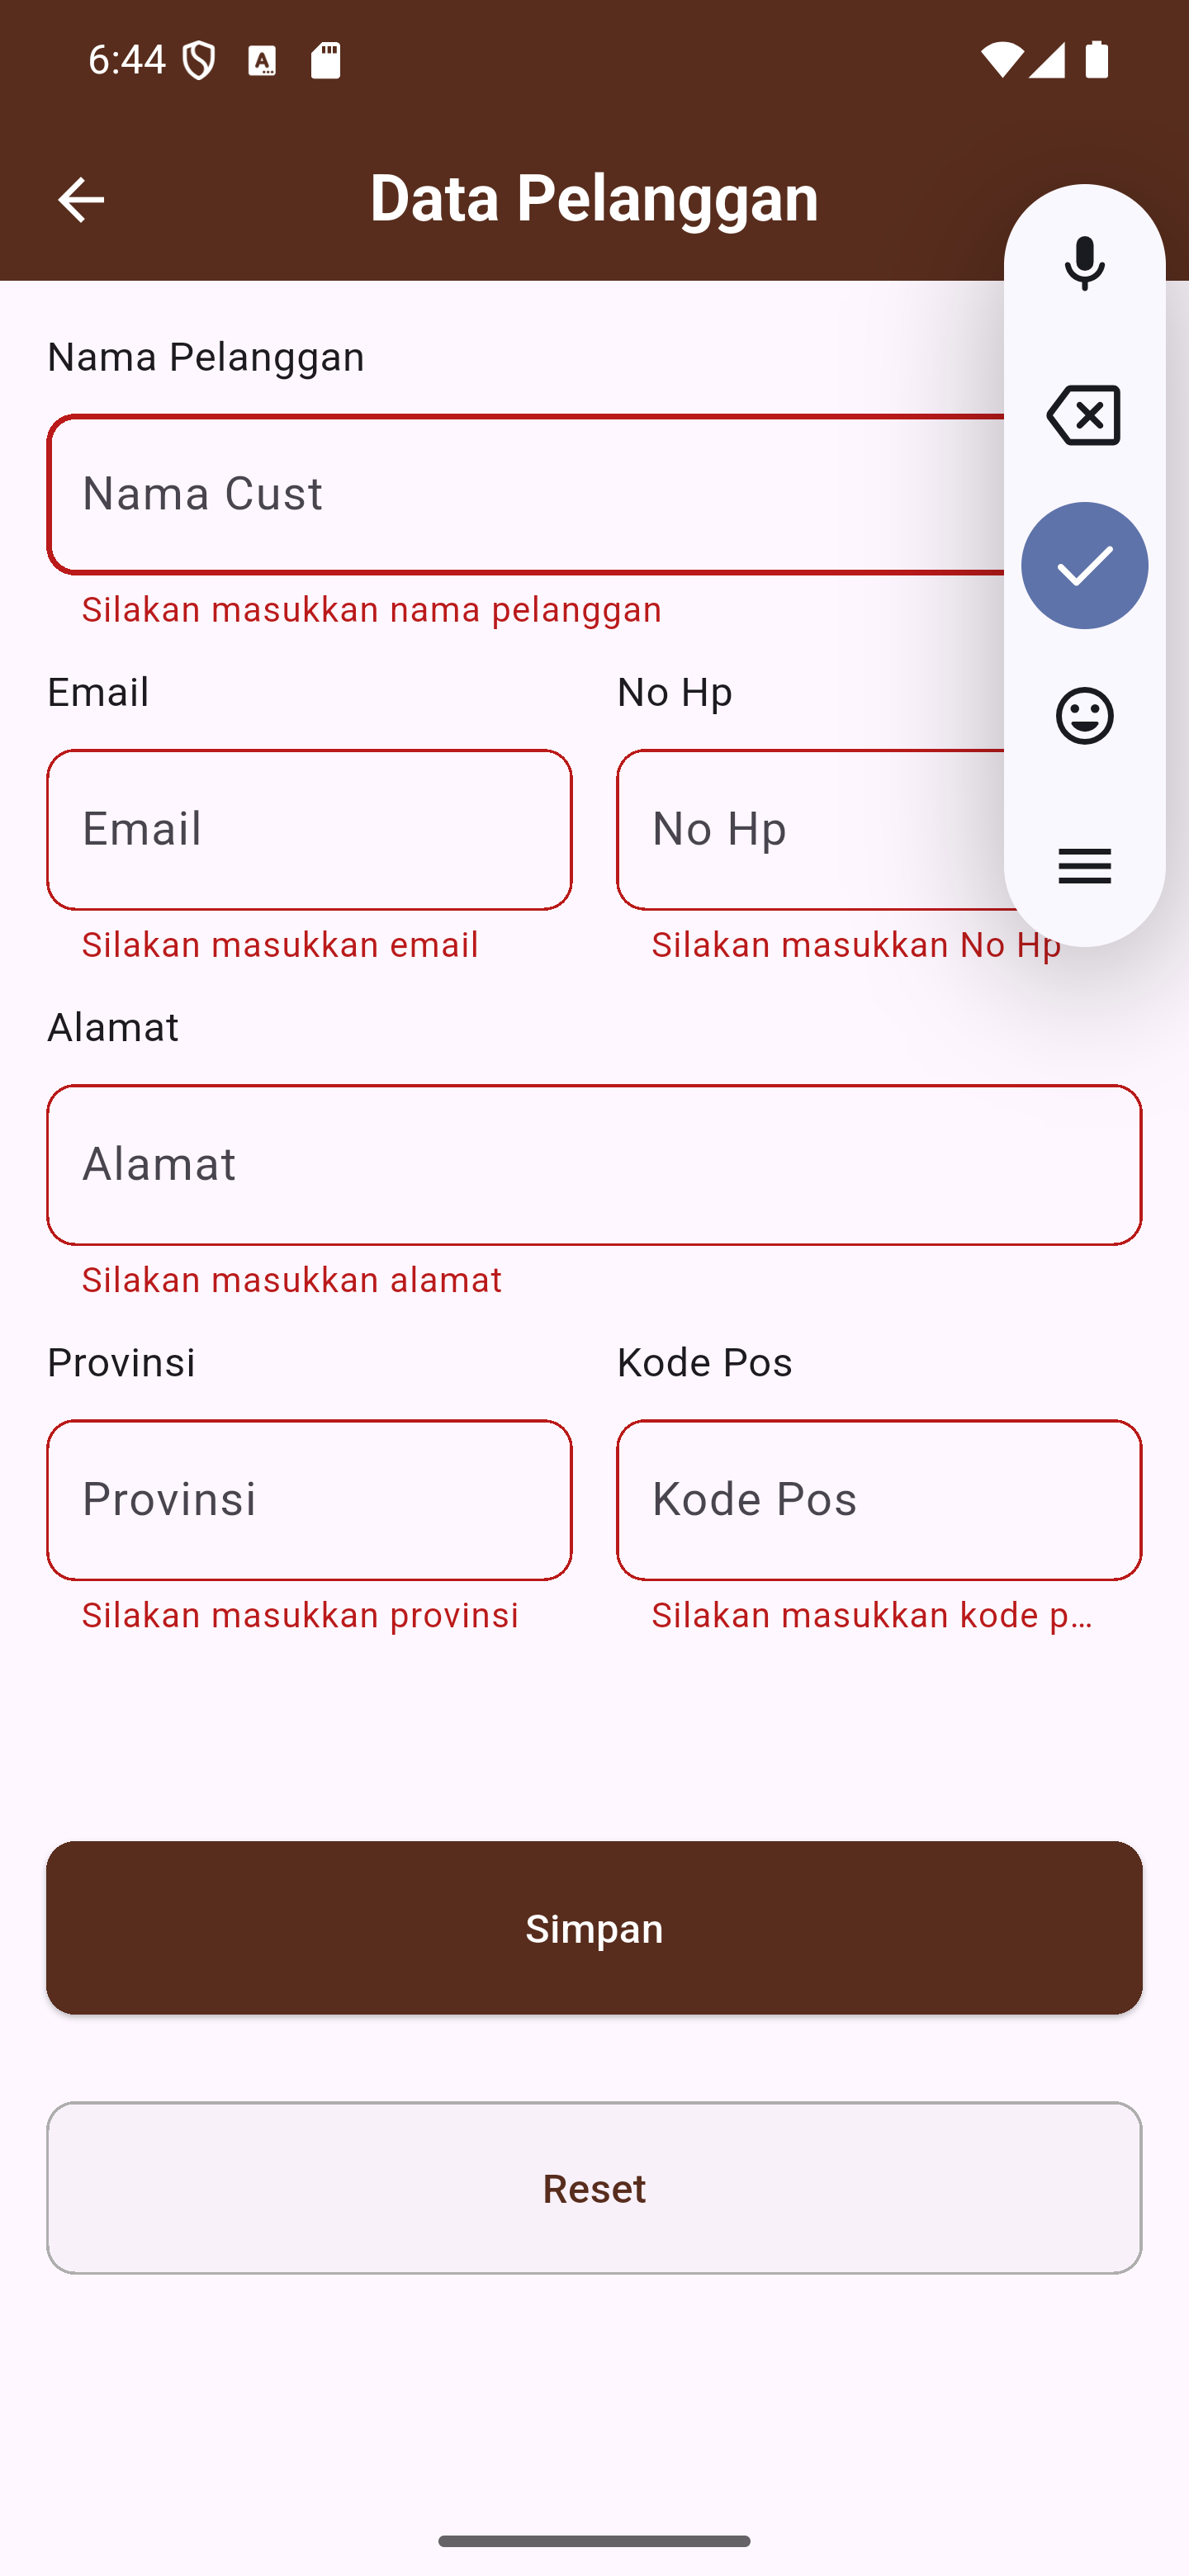 6:44
Data Pelanggan
Nama Pelanggan
Nama Cust
Silakan masukkan nama pelanggan
Email No Hp
Email No Hp
Silakan masukkan email Silakan masukkan No Hp
Alamat
Alamat
Silakan masukkan alamat
Provinsi Kode Pos
Provinsi Kode Pos
Silakan masukkan provinsi Silakan masukkan kode p...
Simpan
Reset